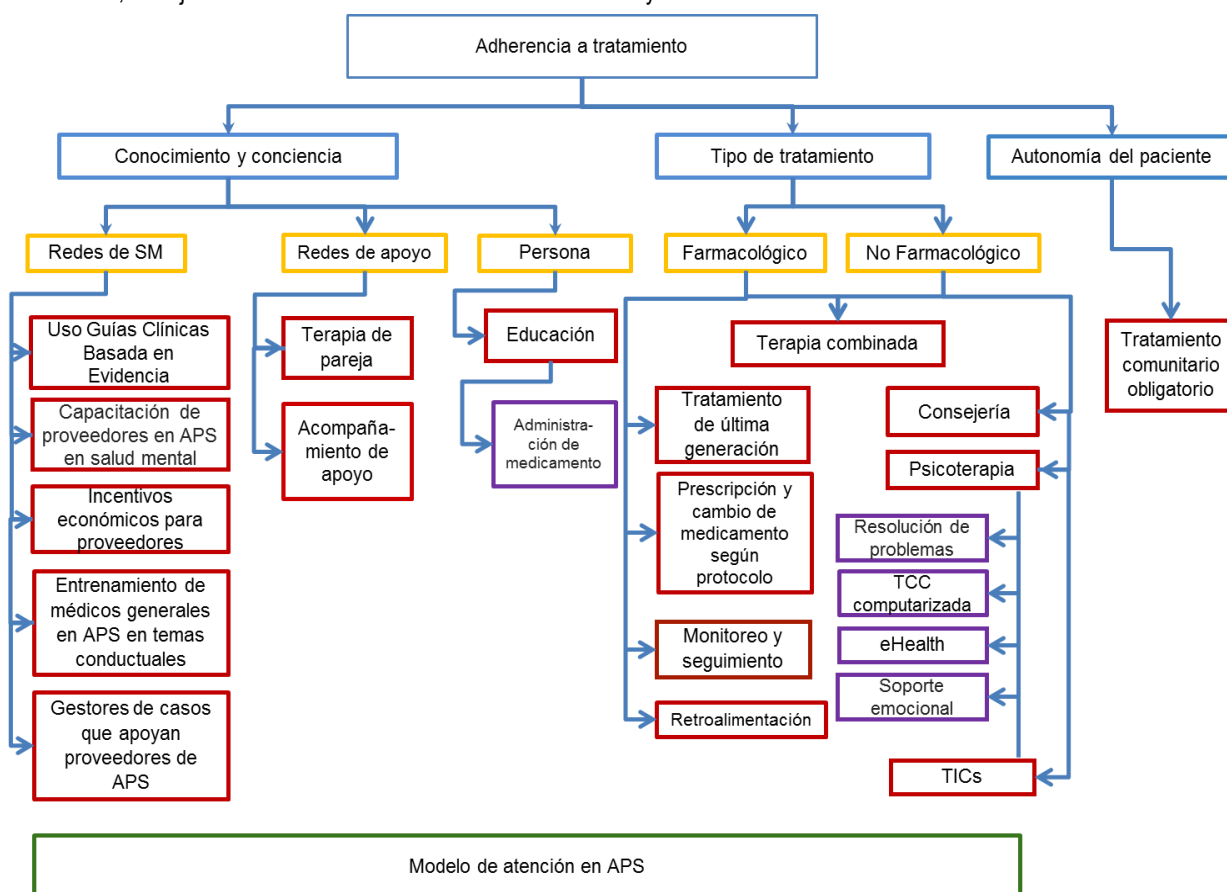 Adherencia a tratamiento
Conocimiento y conciencia
Tipo de tratamiento
Autonomía del paciente
Redes de SM
Redes de apoyo
Persona
Farmacológico
No Farmacológico
Uso Guías Clínicas
Basada en
Evidencia
Capacitación de
proveedores en APS
en salud mental
Incentivos
económicos para
proveedores
Entrenamiento de
médicos generales
en APS en temas
conductuales
Gestores de casos
que apoyan
proveedores de
APS
Terapia de
pareja
Acompaña-
miento de
apoyo
Educación
Administra-
ción de
medicamento
Terapia combinada
Tratamiento
de última
generación
Prescripción y
cambio de
medicamento
según
protocolo
Monitoreo y
seguimiento
Retroalimentación
Consejería
Psicoterapia
Resolución de
problemas
TCC
computarizada
eHealth
Soporte
emocional
TICs
Tratamiento
comunitario
obligatorio
Modelo de atención en APS